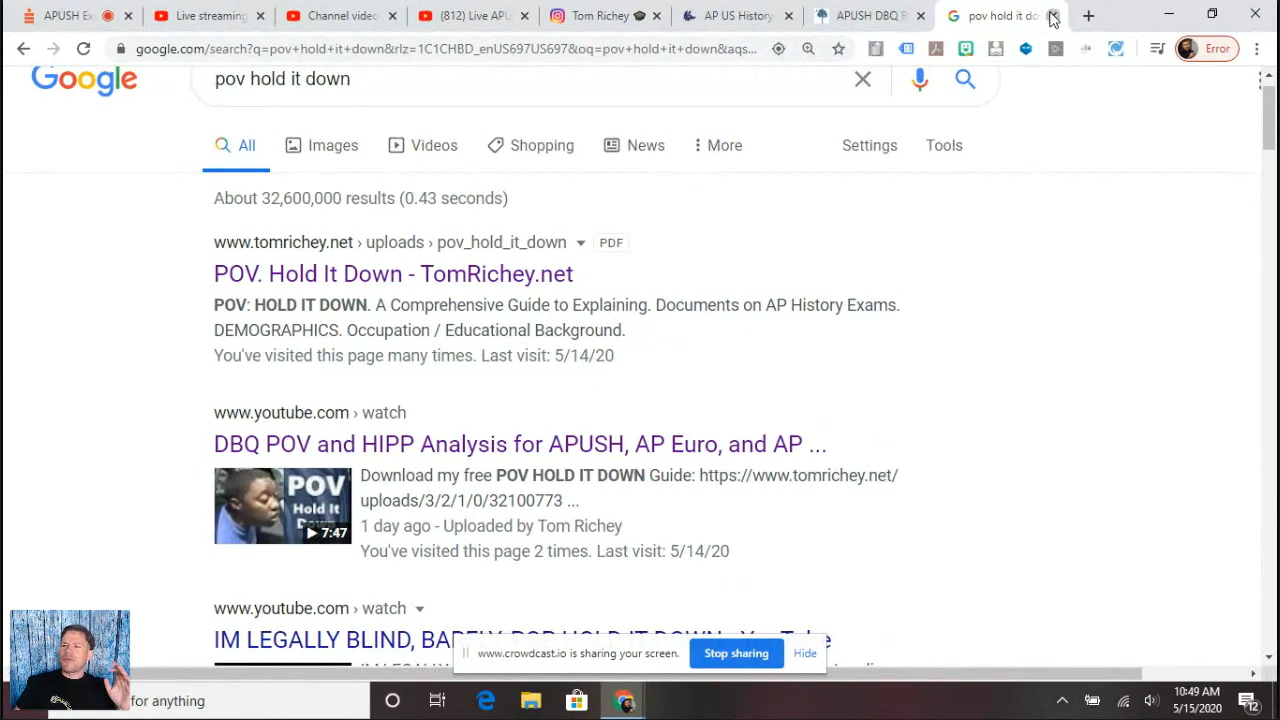 APUSH Ex
Live streaming
Channel video
(812) Live APU
Tom Richey
AP US History
APUSH DBQ R
pov hold it do
google.com/search?q=pov+hold+it+down&rlz=1C1CHBD_enUS697US697&oq=pov+hold+it+down&aqs...
Error
Google
pov hold it down
All
Images
Videos
Shopping
News
More
Settings
Tools
About 32,600,000 results (0.43 seconds)
www.tomrichey.net › uploads › pov_hold_it_down
PDF
POV. Hold It Down - TomRichey.net
POV: HOLD IT DOWN. A Comprehensive Guide to Explaining. Documents on AP History Exams.
DEMOGRAPHICS. Occupation / Educational Background.
You've visited this page many times. Last visit: 5/14/20
www.youtube.com › watch
DBQ POV and HIPP Analysis for APUSH, AP Euro, and AP ...
POV
Hold It
7:47
Download my free POV HOLD IT DOWN Guide: https://www.tomrichey.net/
uploads/3/2/1/0/32100773 ...
1 day ago - Uploaded by Tom Richey
You've visited this page 2 times. Last visit: 5/14/20
www.youtube.com › watch
IM LEGALLY BLIND, BARELY POP HOLD IT DOWN - YouTube
www.crowdcast.io is sharing your screen.
Stop sharing
Hide
for anything
10:49 AM
5/15/2020
12